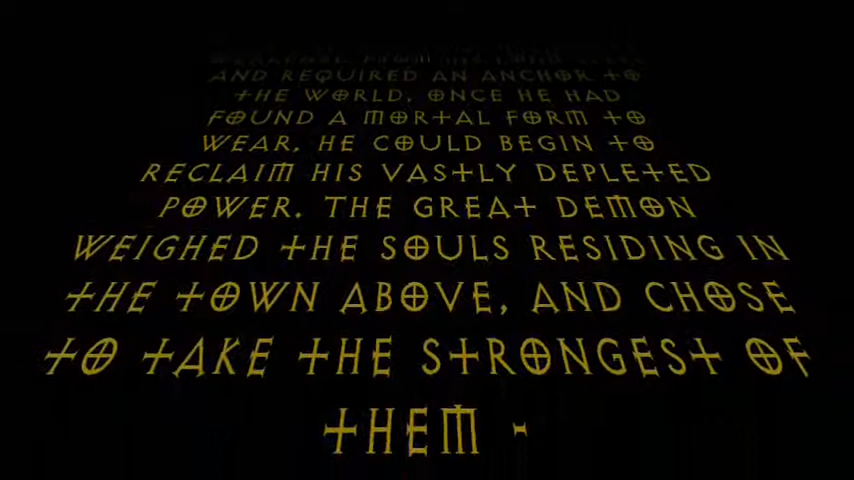 AND REQUIRED AN ANCHOR TO
THE WORLD, ONCE HE HAD
FOUND A MORTAL FORM TO
WEAR, HE COULD BEGIN TO
RECLAIM HIS VASTLY DEPLETED
POWER. THE GREAT DEMON
WEIGHED THE SOULS RESIDING IN
THE TOWN ABOVE, AND CHOSE
TO TAKE THE STRONGEST OF
THEM -